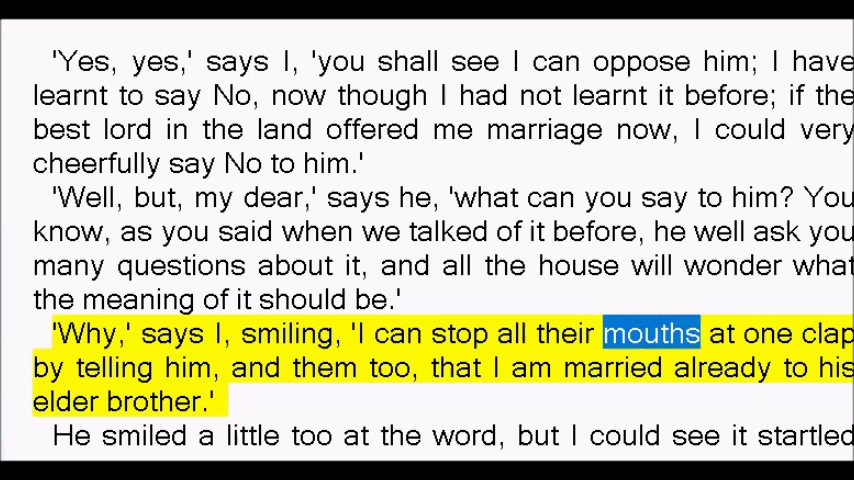 'Yes, yes,' says I, 'you shall see I can oppose him; I have
learnt to say No, now though I had not learnt it before; if the
best lord in the land offered me marriage now, I could very
cheerfully say No to him.'
'Well, but, my dear,' says he, 'what can you say to him? You
know, as you said when we talked of it before, he well ask you
many questions about it, and all the house will wonder what
the meaning of it should be.'
'Why,' says I, smiling, 'I can stop all their mouths at one clap
by telling him, and them too, that I am married already to his
elder brother.'
He smiled a little too at the word, but I could see it startled